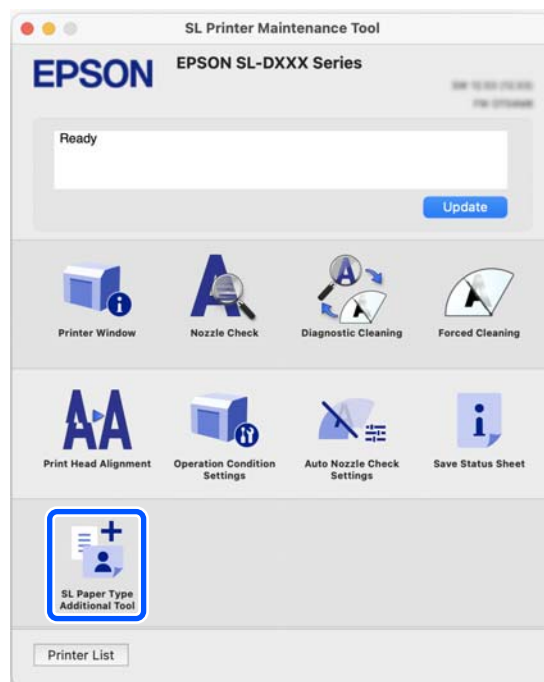 SL Printer Maintenance Tool
EPSON
EPSON SL-DXXX Series
Ready
Update
Printer Window
Nozzle Check
Diagnostic Cleaning
Forced Cleaning
Print Head Alignment
Operation Condition
Settings
Auto Nozzle Check
Settings
Save Status Sheet
SL Paper Type
Additional Tool
Printer List